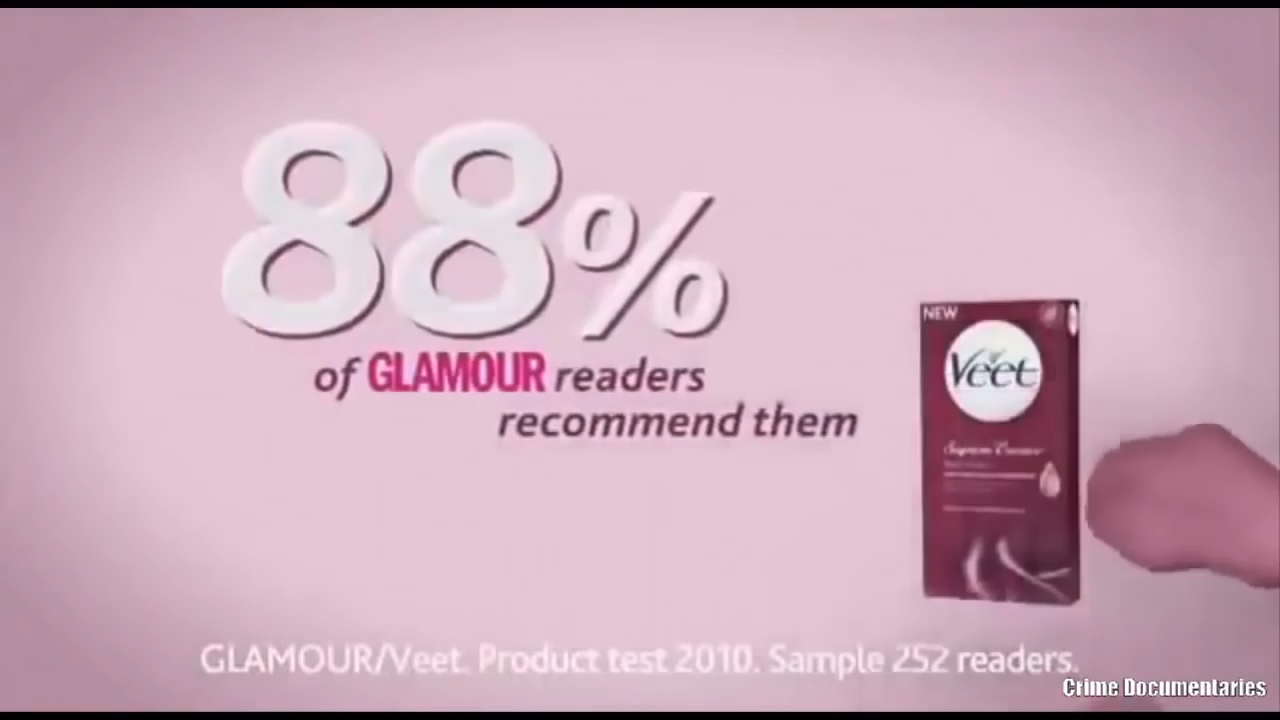 88%
of GLAMOUR readers
recommend them
NEW
Veet
GLAMOUR/Veet. Product test 2010. Sample 252 readers.
Crime Documentaries